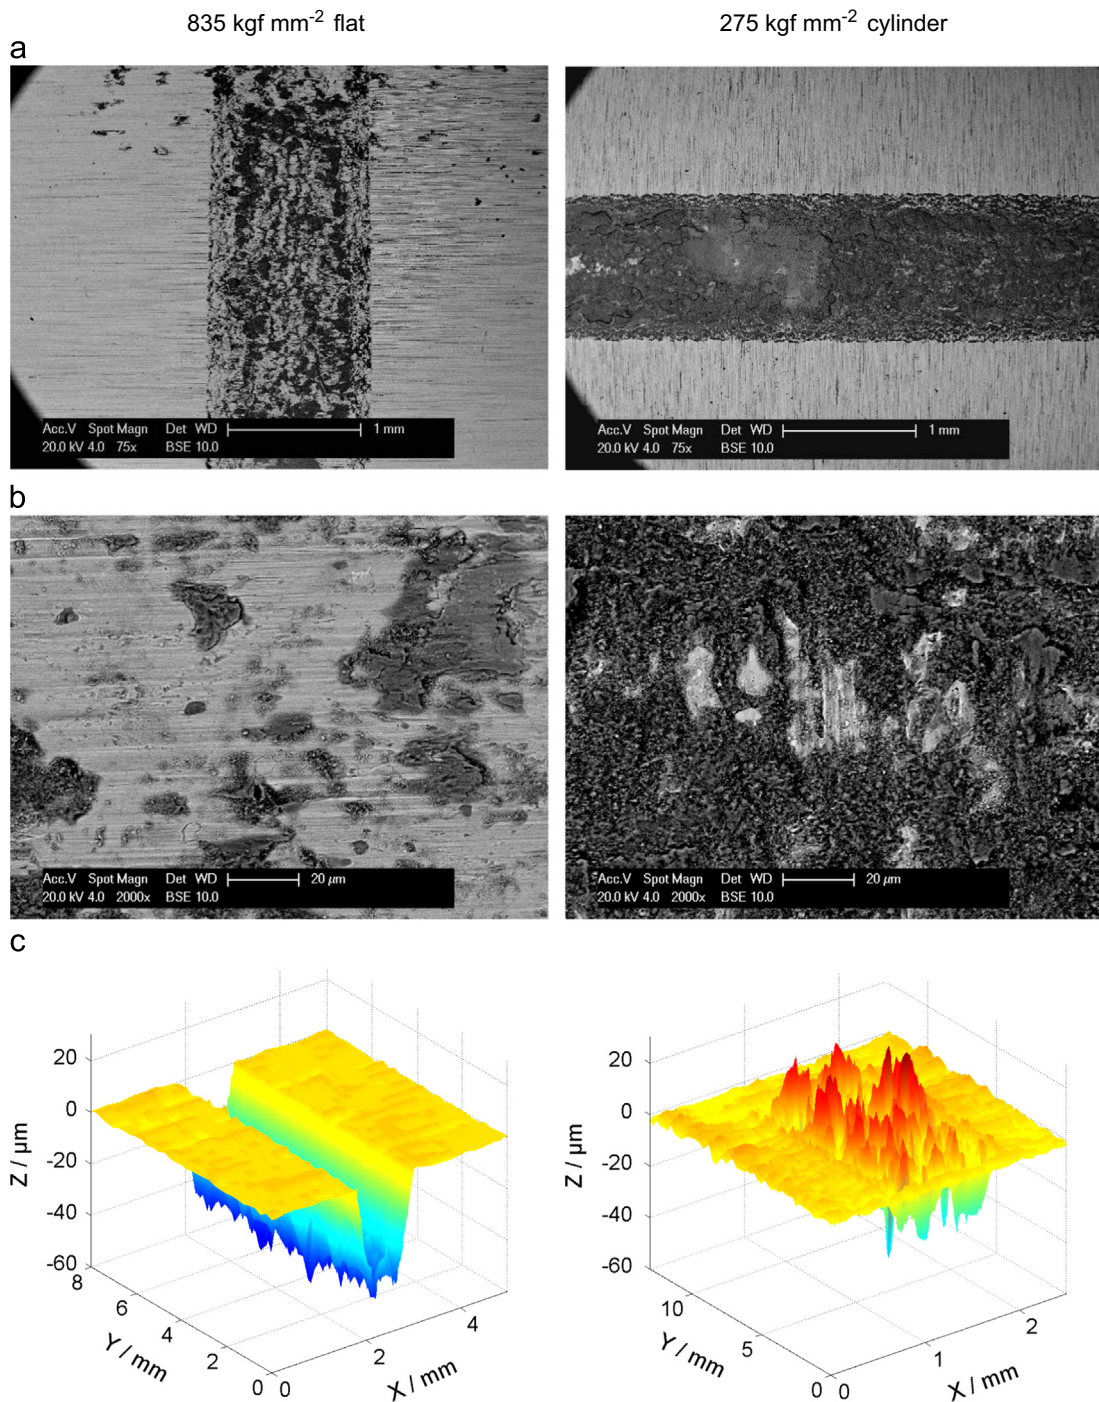 835 kgf mm-2 flat
275 kgf mm-2 cylinder
a
Acc.V Spot Magn Det WD 1 mm
20.0 kV 4.0 75x BSE 10.0
Acc.V Spot Magn Det WD 1 mm
20.0 kV 4.0 75x BSE 10.0
b
Acc.V Spot Magn Det WD 20 µm
20.0 kV 4.0 2000x BSE 10.0
Acc.V Spot Magn Det WD 20 µm
20.0 kV 4.0 2000x BSE 10.0
c
20
0
-20
-40
-60
Z / µm
8
6
4
2
0
Y / mm
0
2
4
X / mm
20
0
-20
-40
-60
Z / µm
10
5
0
Y / mm
0
1
2
X / mm